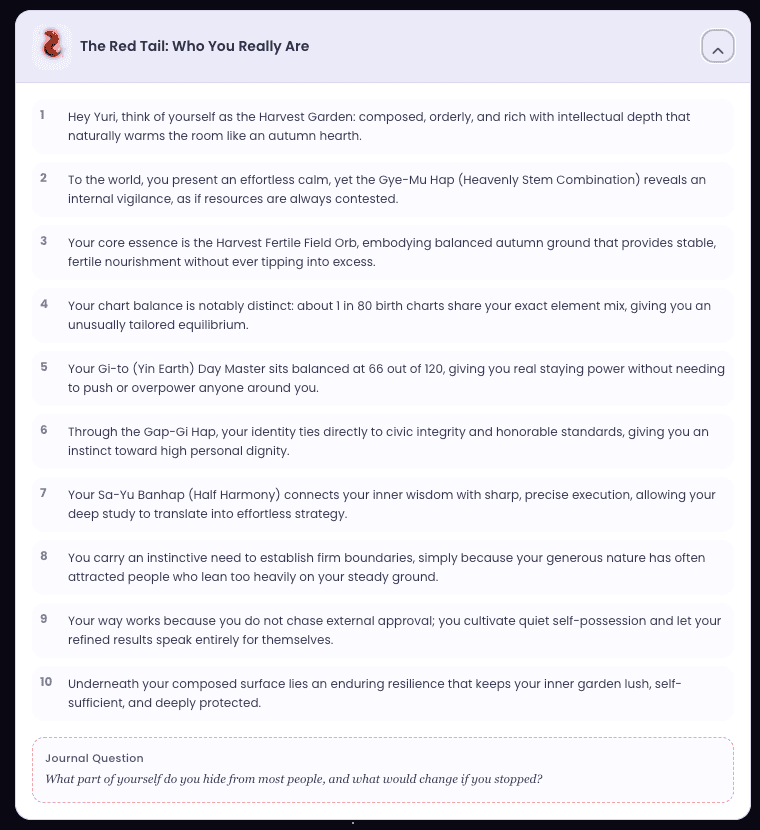 The Red Tail: Who You Really Are
1
Hey Yuri, think of yourself as the Harvest Garden: composed, orderly, and rich with intellectual depth that
naturally warms the room like an autumn hearth.
2
To the world, you present an effortless calm, yet the Gye-Mu Hap (Heavenly Stem Combination) reveals an
internal vigilance, as if resources are always contested.
3
Your core essence is the Harvest Fertile Field Orb, embodying balanced autumn ground that provides stable,
fertile nourishment without ever tipping into excess.
4
Your chart balance is notably distinct: about 1 in 80 birth charts share your exact element mix, giving you an
unusually tailored equilibrium.
5
Your Gi-to (Yin Earth) Day Master sits balanced at 66 out of 120, giving you real staying power without needing
to push or overpower anyone around you.
6
Through the Gap-Gi Hap, your identity ties directly to civic integrity and honorable standards, giving you an
instinct toward high personal dignity.
7
Your Sa-Yu Banhap (Half Harmony) connects your inner wisdom with sharp, precise execution, allowing your
deep study to translate into effortless strategy.
8
You carry an instinctive need to establish firm boundaries, simply because your generous nature has often
attracted people who lean too heavily on your steady ground.
9
Your way works because you do not chase external approval; you cultivate quiet self-possession and let your
refined results speak entirely for themselves.
10
Underneath your composed surface lies an enduring resilience that keeps your inner garden lush, self-
sufficient, and deeply protected.
Journal Question
What part of yourself do you hide from most people, and what would change if you stopped?